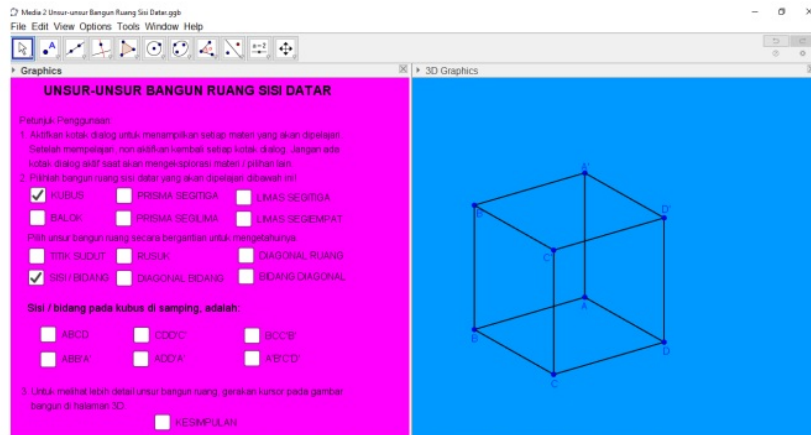 Media 2 Unsur-unsur Bangun Ruang Sisi Datar.ggb
File Edit View Options Tools Window Help
A
a=2
Graphics
3D Graphics
UNSUR-UNSUR BANGUN RUANG SISI DATAR
Petunjuk Penggunaan:
1. Aktifkan kotak dialog untuk menampilkan setiap materi yang akan dipelajari.
Setelah mempelajari, non aktifkan kembali setiap kotak dialog. Jangan ada
kotak dialog aktif saat akan mengeksplorasi materi / pilihan lain.
2. Pilihlah bangun ruang sisi datar yang akan dipelajari dibawah ini!
KUBUS PRISMA SEGITIGA LIMAS SEGITIGA
BALOK PRISMA SEGILIMA LIMAS SEGIEMPAT
Pilih unsur bangun ruang secara bergantian untuk mengetahuinya.
TITIK SUDUT RUSUK DIAGONAL RUANG
SISI / BIDANG DIAGONAL BIDANG BIDANG DIAGONAL
Sisi / bidang pada kubus di samping, adalah:
ABCD CDD'C' BCC'B'
ABB'A' ADD'A' A'B'C'D'
3. Untuk melihat lebih detail unsur bangun ruang, gerakan kursor pada gambar
bangun di halaman 3D.
KESIMPULAN
A'
B'
D'
C'
A
B
D
C